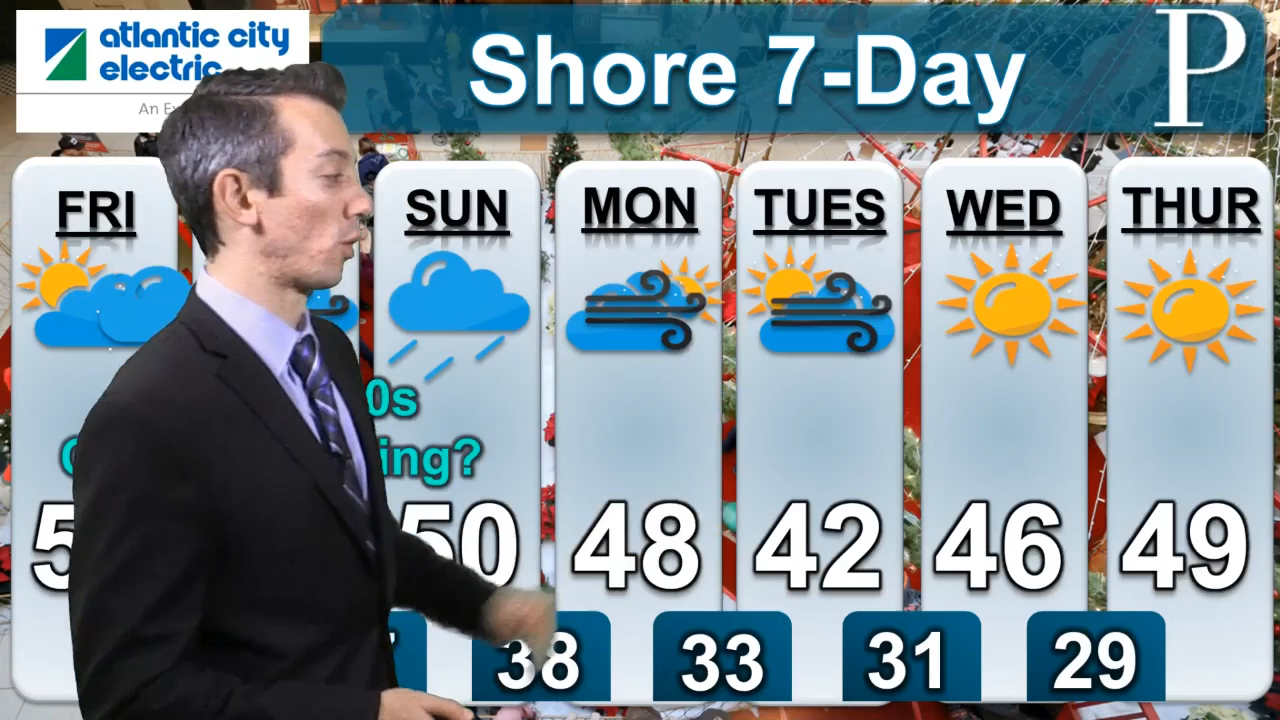 atlantic city
electric
An
Shore 7-Day
P
FRI
SUN
MON
TUES
WED
THUR
0s
ing?
50
48
42
46
49
38
33
31
29